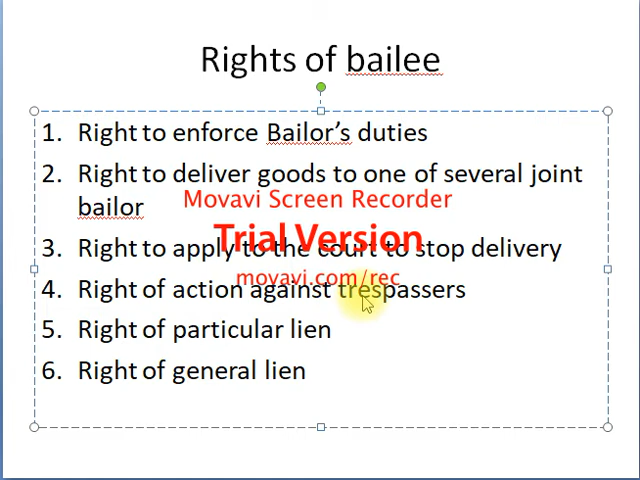 Rights of bailee
1. Right to enforce Bailor's duties
2. Right to deliver goods to one of several joint
bailor
Movavi Screen Recorder
Trial Version
3. Right to apply to the court to stop delivery
movavi.com/rec
4. Right of action against trespassers
5. Right of particular lien
6. Right of general lien